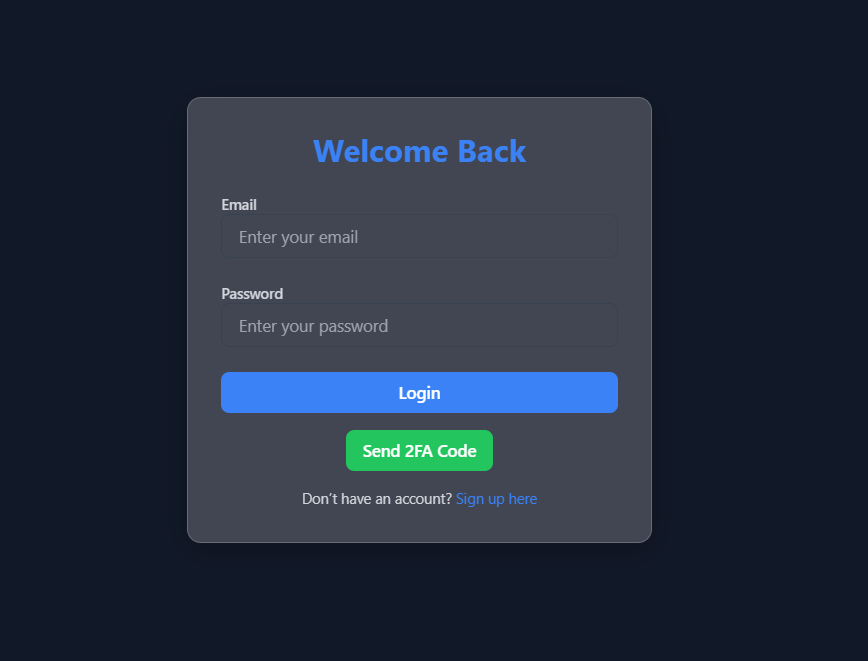 Welcome Back
Email
Enter your email
Password
Enter your password
Login
Send 2FA Code
Don’t have an account? Sign up here